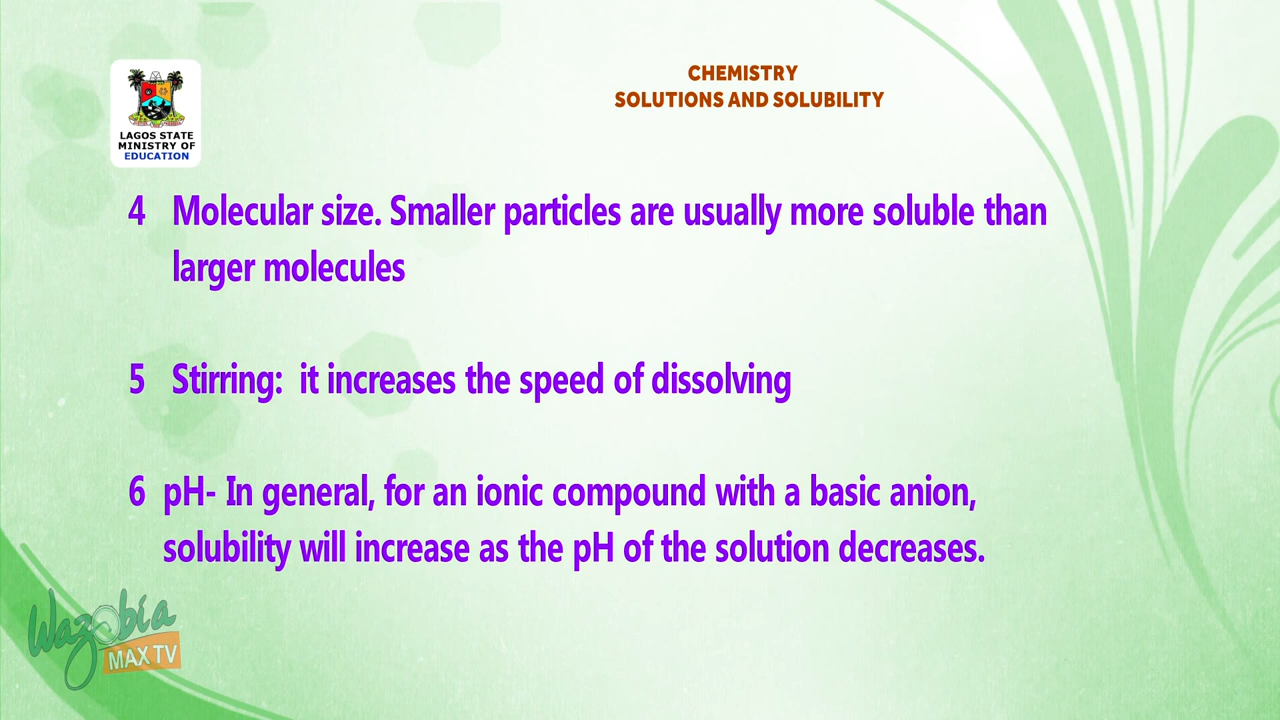 CHEMISTRY
SOLUTIONS AND SOLUBILITY
LAGOS STATE
MINISTRY OF
EDUCATION
4 Molecular size. Smaller particles are usually more soluble than
larger molecules
5 Stirring: it increases the speed of dissolving
6 pH- In general, for an ionic compound with a basic anion,
solubility will increase as the pH of the solution decreases.
Wazobia
MAX TV